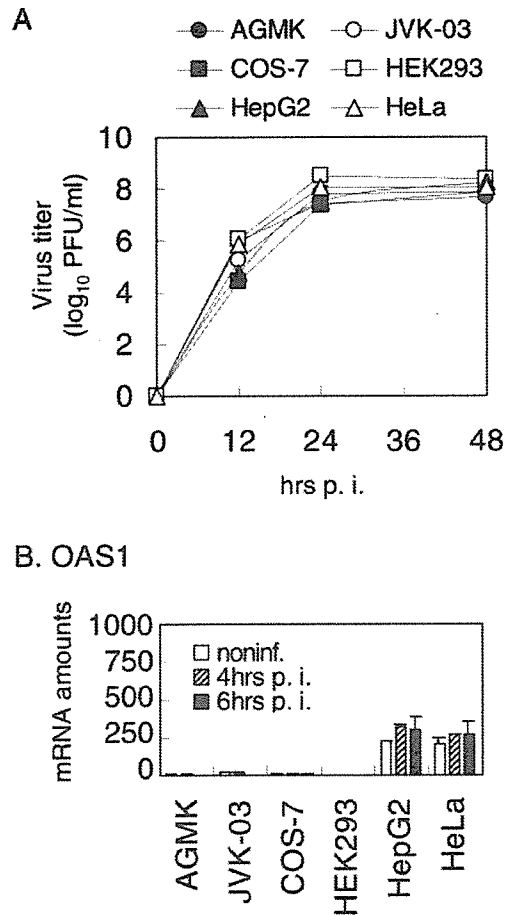 A
AGMK JVK-03
COS-7 HEK293
HepG2 HeLa
10
8
6
4
2
0
Virus titer
(log10 PFU/ml)
0 12 24 36 48
hrs p. i.
B. OAS1
1000
750
500
250
0
mRNA amounts
noninf.
4hrs p. i.
6hrs p. i.
AGMK
JVK-03
COS-7
HEK293
HepG2
HeLa